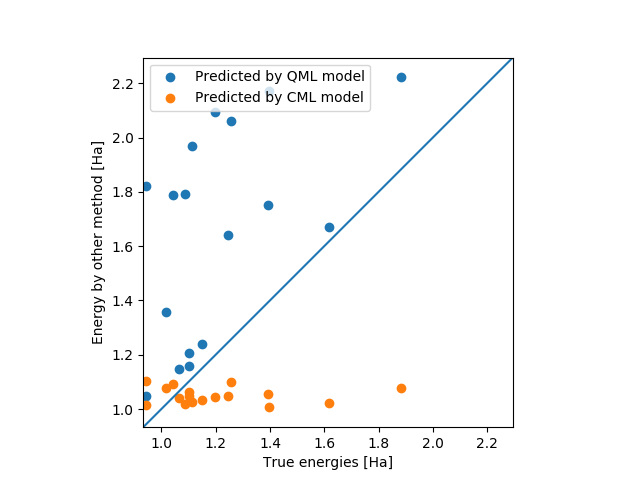 Predicted by QML model
Predicted by CML model
2.2
2.0
1.8
1.6
1.4
1.2
1.0
Energy by other method [Ha]
1.0 1.2 1.4 1.6 1.8 2.0 2.2
True energies [Ha]